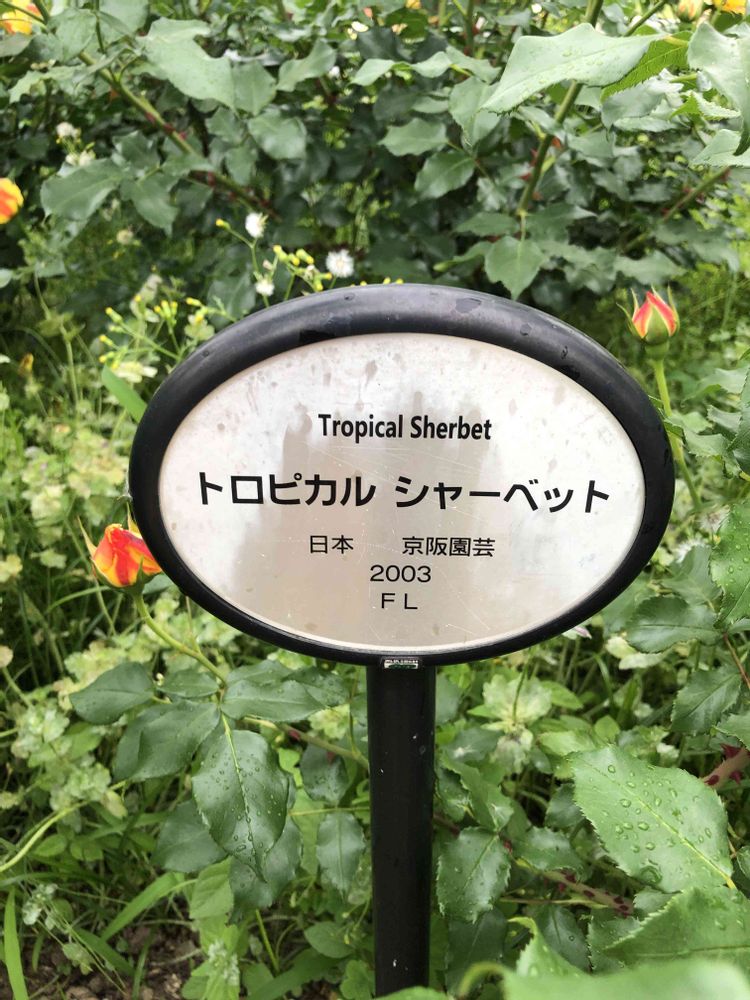 Tropical Sherbet
トロピカル シャーベット
日本 京阪園芸
2003
ＦＬ